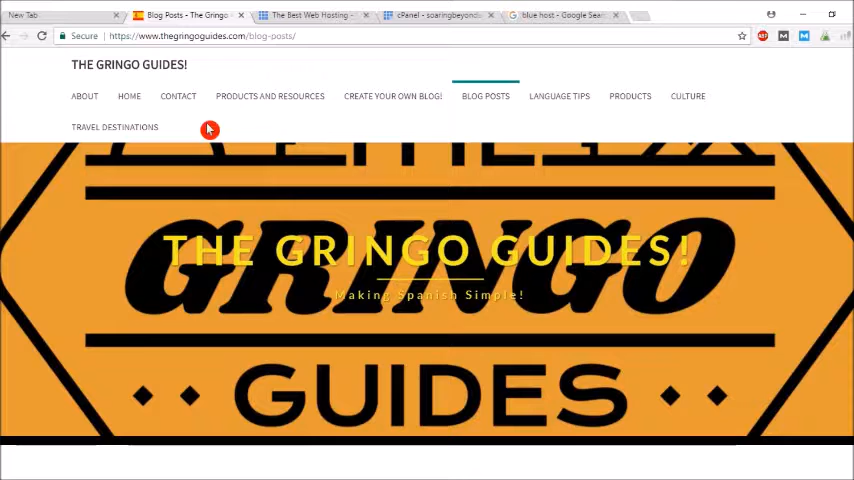 New Tab
Blog Posts - The Gringo
The Best Web Hosting -
cPanel - soaringbeyond
blue host - Google Sear
Secure
https://www.thegringoguides.com/blog-posts/
ABP
M
M
THE GRINGO GUIDES!
ABOUT
HOME
CONTACT
PRODUCTS AND RESOURCES
CREATE YOUR OWN BLOG!
BLOG POSTS
LANGUAGE TIPS
PRODUCTS
CULTURE
TRAVEL DESTINATIONS
GRINGO
THE GRINGO GUIDES!
Making Spanish Simple!
GUIDES